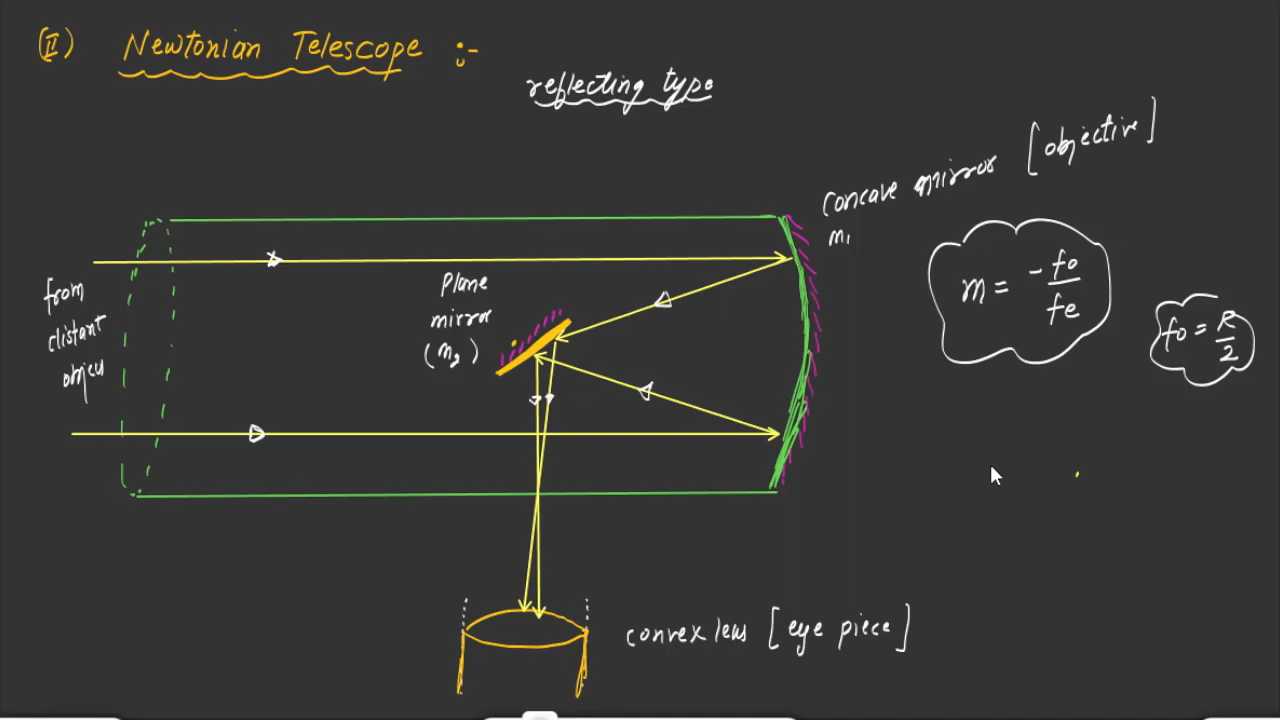 (II) Newtonian Telescope :-
reflecting type
concave mirror [objective]
m₁
m = -fo/fe
fo = R/2
from
distant
objeu
Plane
mirror
(m₂)
convex lens [eye piece]